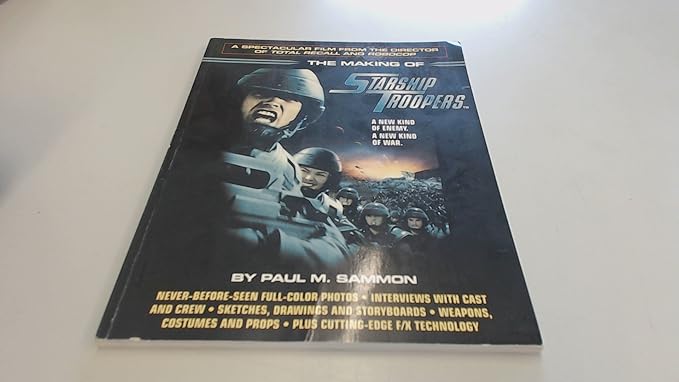 A SPECTACULAR FILM FROM THE DIRECTOR
OF TOTAL RECALL AND ROBOCOP
THE MAKING OF
STARSHIP
TROOPERS™
A NEW KIND
OF ENEMY.
A NEW KIND
OF WAR.
BY PAUL M. SAMMON
NEVER-BEFORE-SEEN FULL-COLOR PHOTOS • INTERVIEWS WITH CAST
AND CREW • SKETCHES, DRAWINGS AND STORYBOARDS • WEAPONS,
COSTUMES AND PROPS • PLUS CUTTING-EDGE F/X TECHNOLOGY